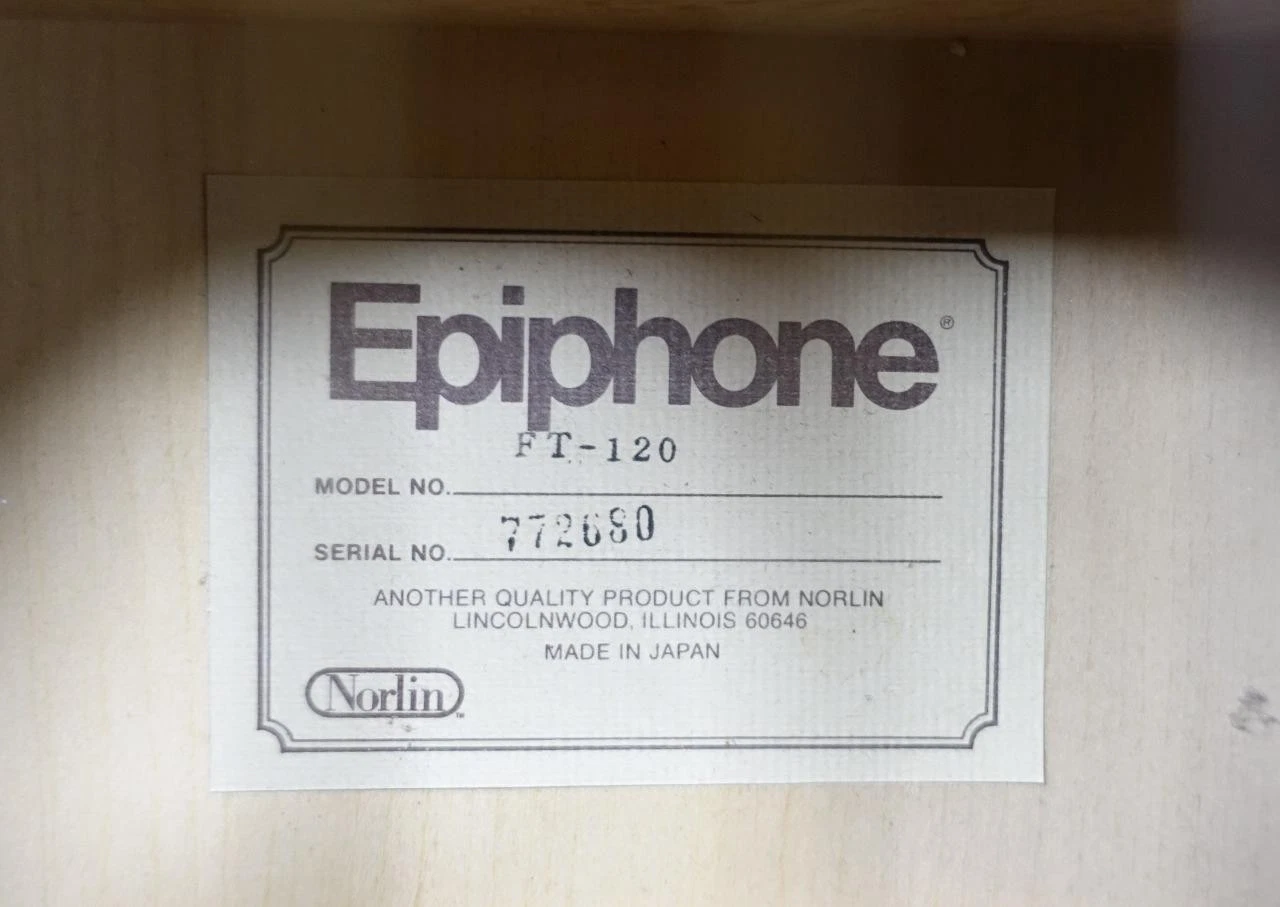 Epiphone®
FT-120
MODEL NO.
772680
SERIAL NO.
ANOTHER QUALITY PRODUCT FROM NORLIN
LINCOLNWOOD, ILLINOIS 60646
MADE IN JAPAN
Norlin™